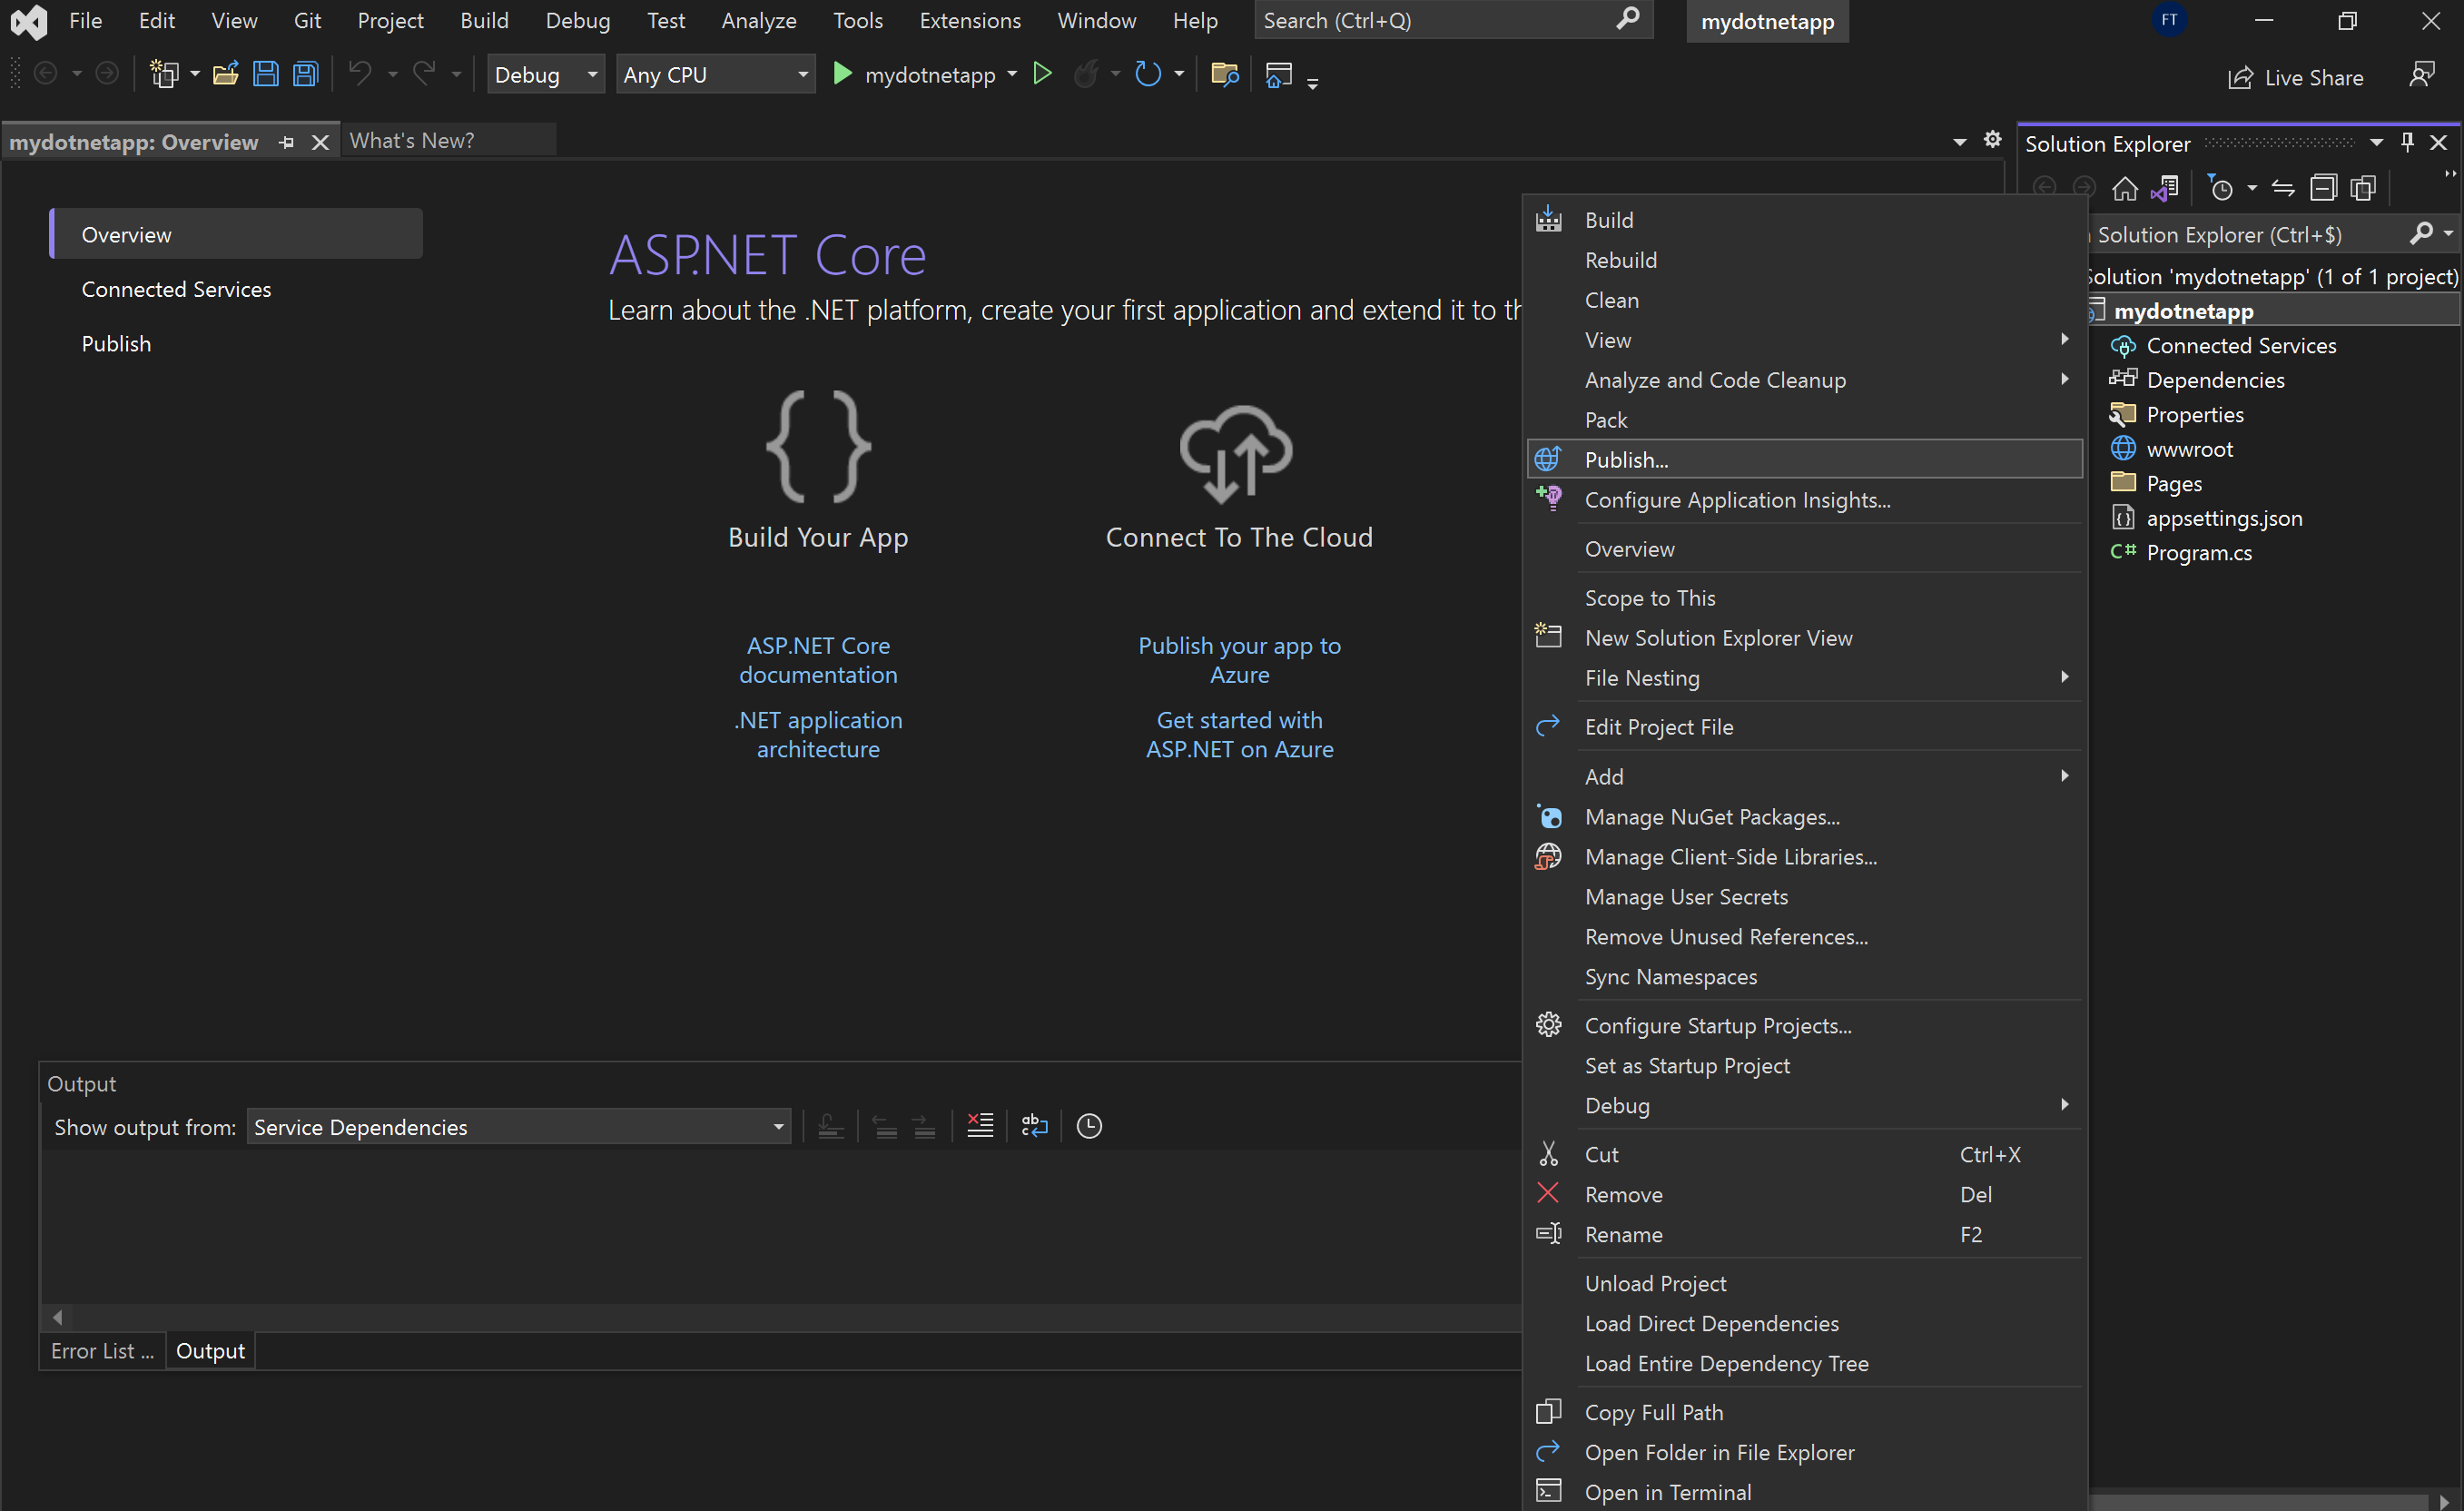 File Edit View Git Project Build Debug Test Analyze Tools Extensions Window Help Search (Ctrl+Q) mydotnetapp FT
Debug Any CPU mydotnetapp Live Share
mydotnetapp: Overview What's New?
Overview
Connected Services
Publish
ASP.NET Core
Learn about the .NET platform, create your first application and extend it to
Build Your App
Connect To The Cloud
ASP.NET Core
documentation
.NET application
architecture
Publish your app to
Azure
Get started with
ASP.NET on Azure
Output
Show output from: Service Dependencies
Error List ... Output
Build
Rebuild
Clean
View
Analyze and Code Cleanup
Pack
Publish...
Configure Application Insights...
Overview
Scope to This
New Solution Explorer View
File Nesting
Edit Project File
Add
Manage NuGet Packages...
Manage Client-Side Libraries...
Manage User Secrets
Remove Unused References...
Sync Namespaces
Configure Startup Projects...
Set as Startup Project
Debug
Cut Ctrl+X
Remove Del
Rename F2
Unload Project
Load Direct Dependencies
Load Entire Dependency Tree
Copy Full Path
Open Folder in File Explorer
Open in Terminal
Solution Explorer
Solution Explorer (Ctrl+$)
Solution 'mydotnetapp' (1 of 1 project)
mydotnetapp
Connected Services
Dependencies
Properties
wwwroot
Pages
appsettings.json
C# Program.cs